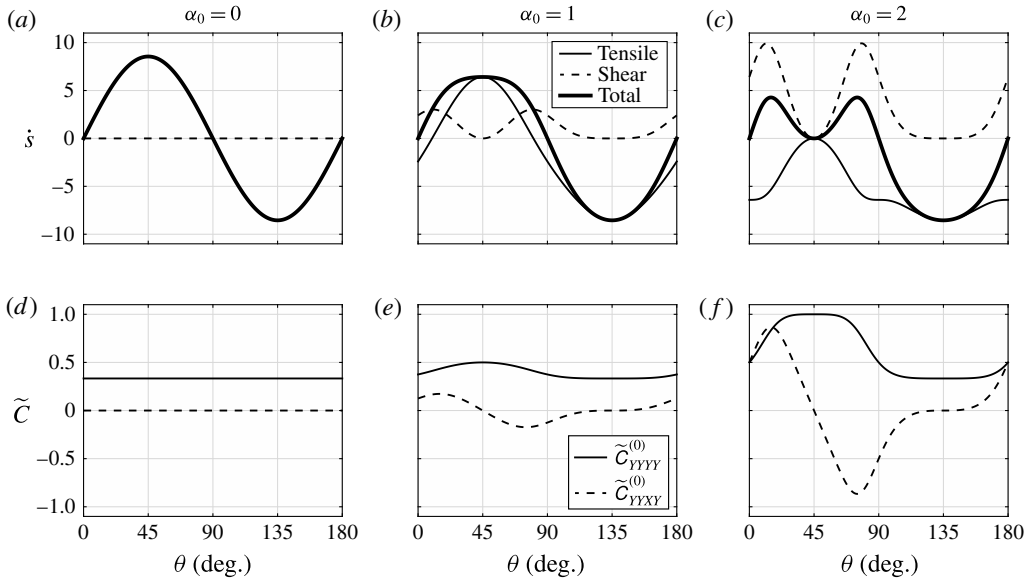 (a) α₀ = 0 (b) α₀ = 1 (c) α₀ = 2
10
5
0
−5
−10
ṡ
Tensile
Shear
Total
(d) (e) (f)
1.0
0.5
0
−0.5
−1.0
C̃
C̃⁽⁰⁾YYYY
C̃⁽⁰⁾YYXY
0 45 90 135 180 0 45 90 135 180 0 45 90 135 180
θ (deg.) θ (deg.) θ (deg.)